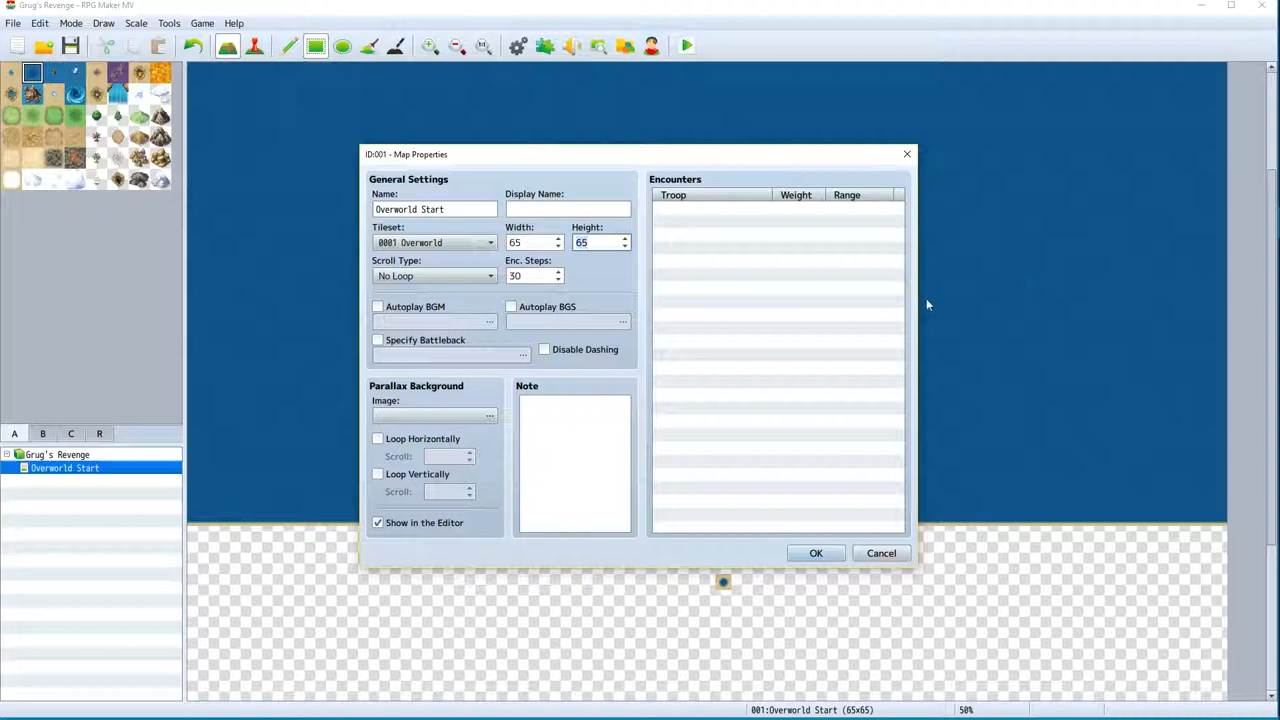 Grug's Revenge - RPG Maker MV
File Edit Mode Draw Scale Tools Game Help
ID:001 - Map Properties
General Settings
Name:
Display Name:
Overworld Start
Tileset:
Width:
Height:
0001 Overworld
65
65
Scroll Type:
Enc. Steps:
No Loop
30
Autoplay BGM
Autoplay BGS
Specify Battleback
Disable Dashing
Parallax Background
Image:
Loop Horizontally
Scroll:
Loop Vertically
Scroll:
Show in the Editor
Note
Encounters
Troop Weight Range
OK Cancel
A B C R
Grug's Revenge
Overworld Start
001:Overworld Start (65x65) 50%